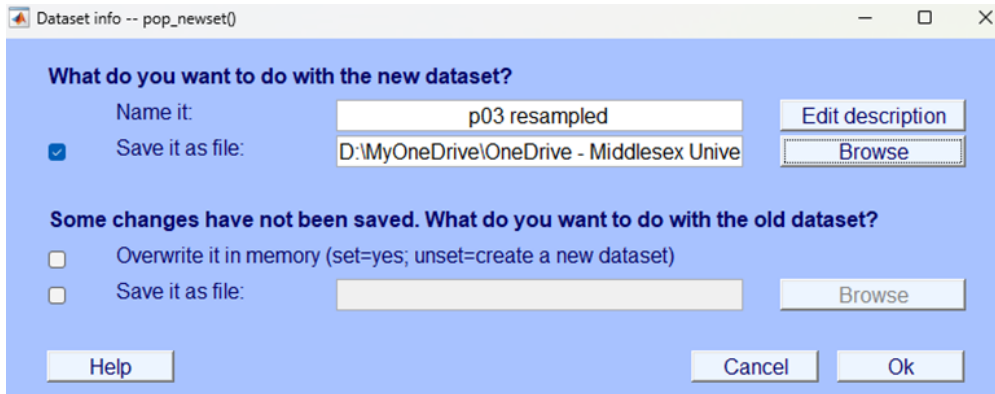 Dataset info -- pop_newset()
What do you want to do with the new dataset?
Name it: p03 resampled Edit description
Save it as file: D:\MyOneDrive\OneDrive - Middlesex Unive Browse
Some changes have not been saved. What do you want to do with the old dataset?
Overwrite it in memory (set=yes; unset=create a new dataset)
Save it as file: Browse
Help Cancel Ok